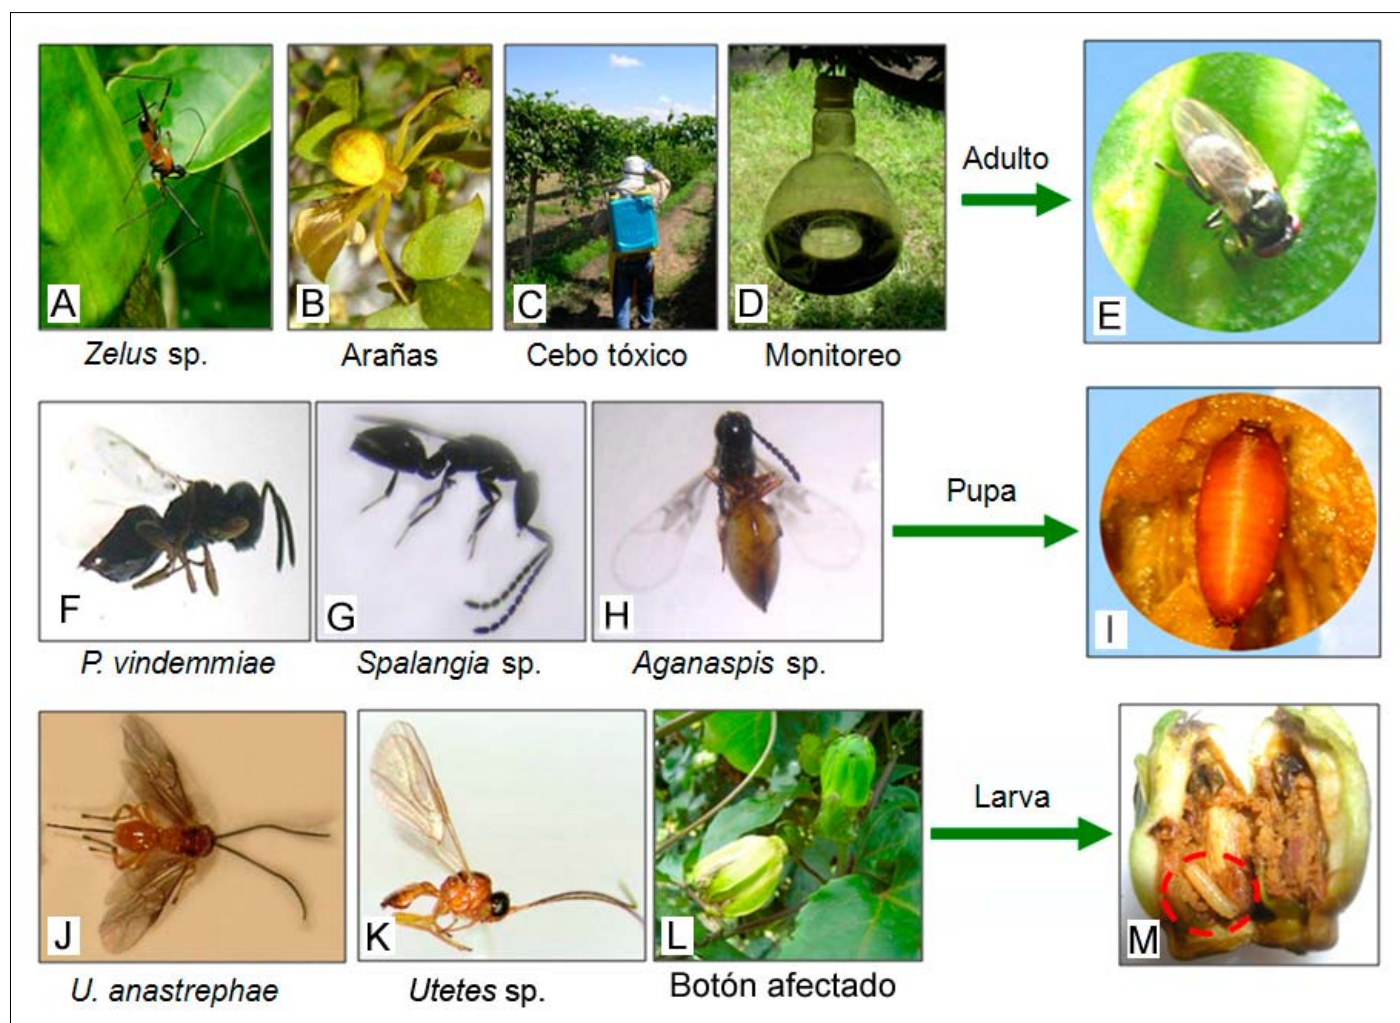 A
B
C
D
Adulto
E
Zelus sp.
Arañas
Cebo tóxico
Monitoreo
F
G
H
Pupa
I
P. vindemmiae
Spalangia sp.
Aganaspis sp.
J
K
L
Larva
M
U. anastrephae
Utetes sp.
Botón afectado